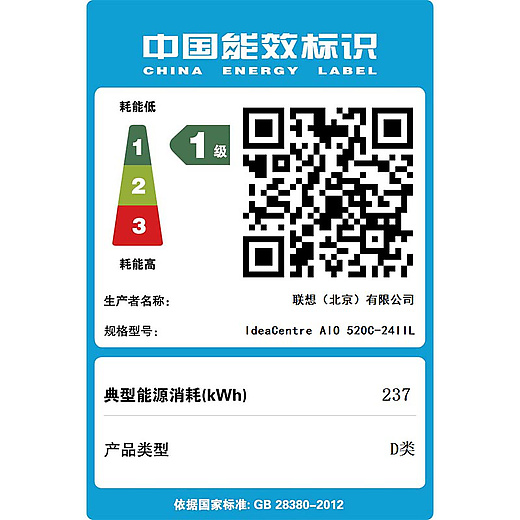 中国能效标识
CHINA ENERGY LABEL
耗能低
1
2
3
1级
耗能高
生产者名称: 联想（北京）有限公司
规格型号: IdeaCentre AIO 520C-24IIL
典型能源消耗(kWh) 237
产品类型 D类
依据国家标准: GB 28380-2012